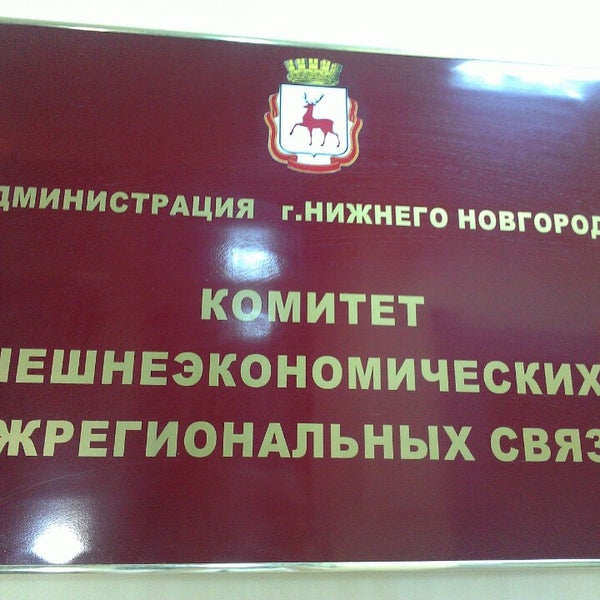 ДМИНИСТРАЦИЯ г.НИЖНЕГО НОВГОРОД
КОМИТЕТ
НЕШНЕЭКОНОМИЧЕСКИХ
ЖРЕГИОНАЛЬНЫХ СВЯЗ